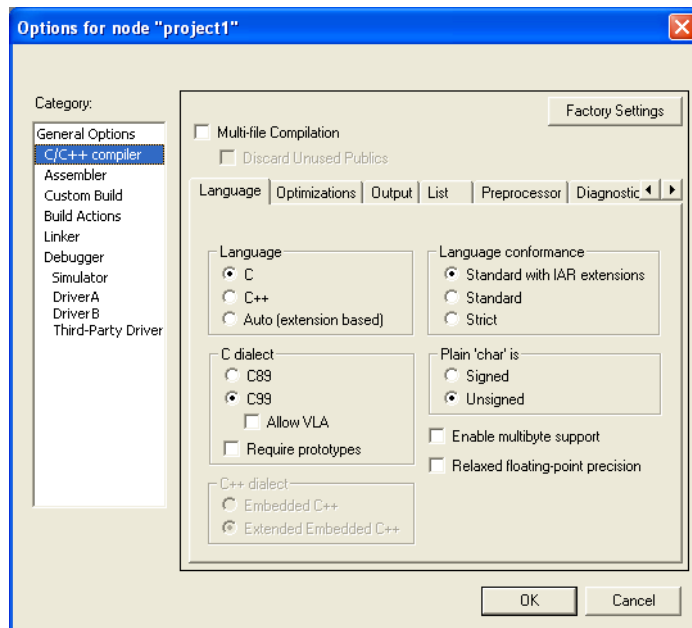 Options for node "project1"
Category:
Factory Settings
General Options
C/C++ compiler
Assembler
Custom Build
Build Actions
Linker
Debugger
Simulator
DriverA
DriverB
Third-Party Driver
Multi-file Compilation
Discard Unused Publics
Language Optimizations Output List Preprocessor Diagnostic
Language
C
C++
Auto (extension based)
Language conformance
Standard with IAR extensions
Standard
Strict
C dialect
C89
C99
Allow VLA
Require prototypes
Plain 'char' is
Signed
Unsigned
Enable multibyte support
Relaxed floating-point precision
C++ dialect
Embedded C++
Extended Embedded C++
OK Cancel